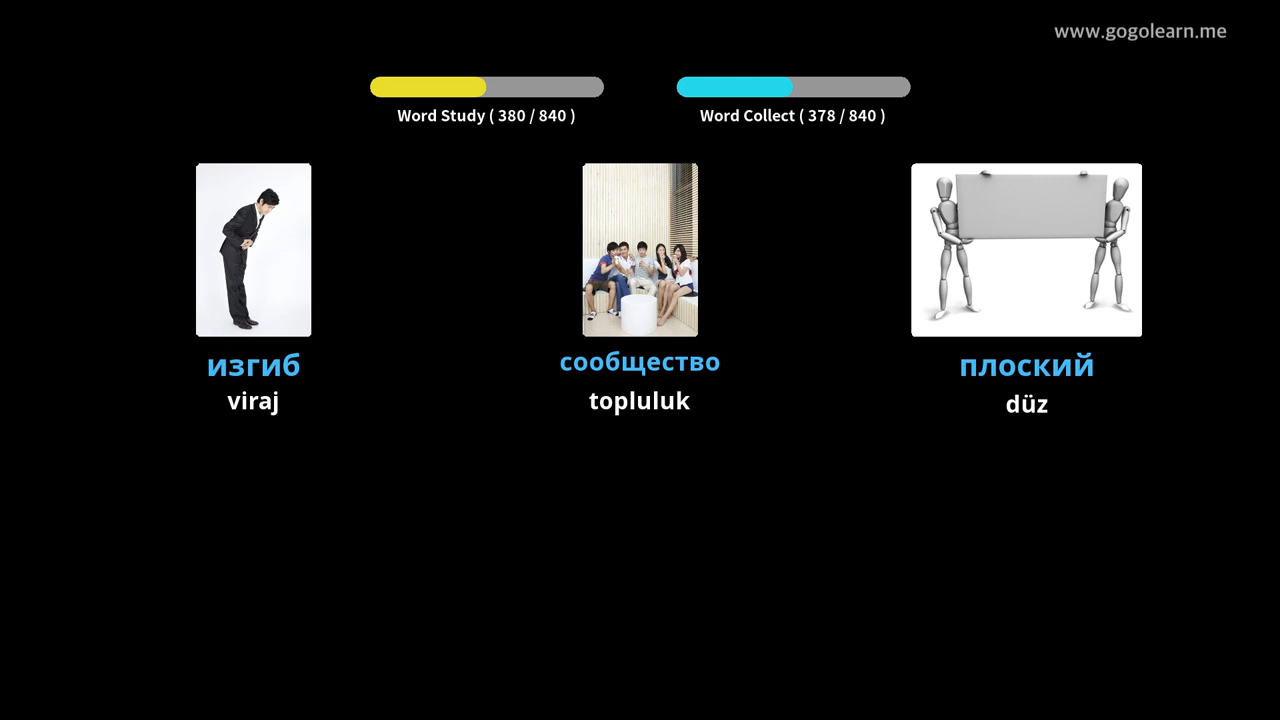 www.gogolearn.me
Word Study ( 380 / 840 )
Word Collect ( 378 / 840 )
изгиб
viraj
сообщество
topluluk
плоский
düz